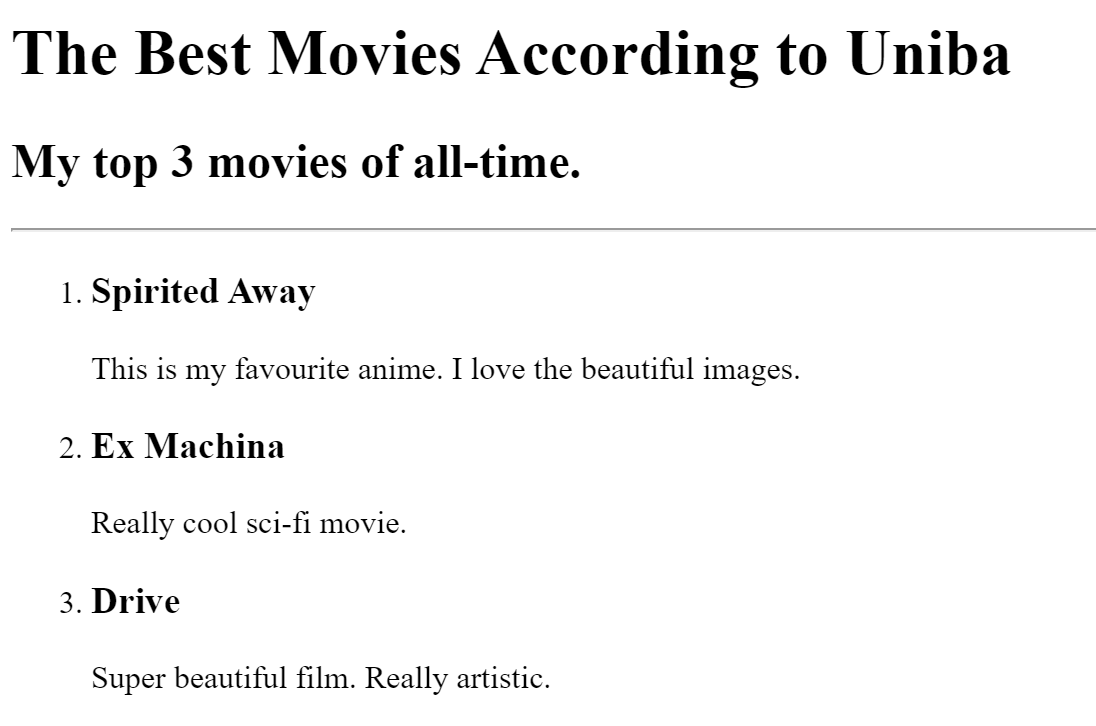 The Best Movies According to Uniba
My top 3 movies of all-time.
1. Spirited Away
This is my favourite anime. I love the beautiful images.
2. Ex Machina
Really cool sci-fi movie.
3. Drive
Super beautiful film. Really artistic.